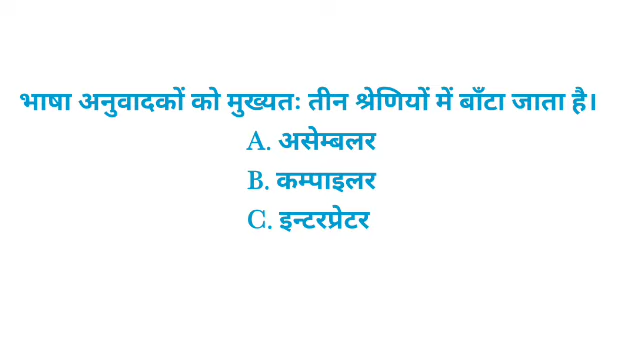 भाषा अनुवादकों को मुख्यतः तीन श्रेणियों में बाँटा जाता है।
A. असेम्बलर
B. कम्पाइलर
C. इन्टरप्रेटर